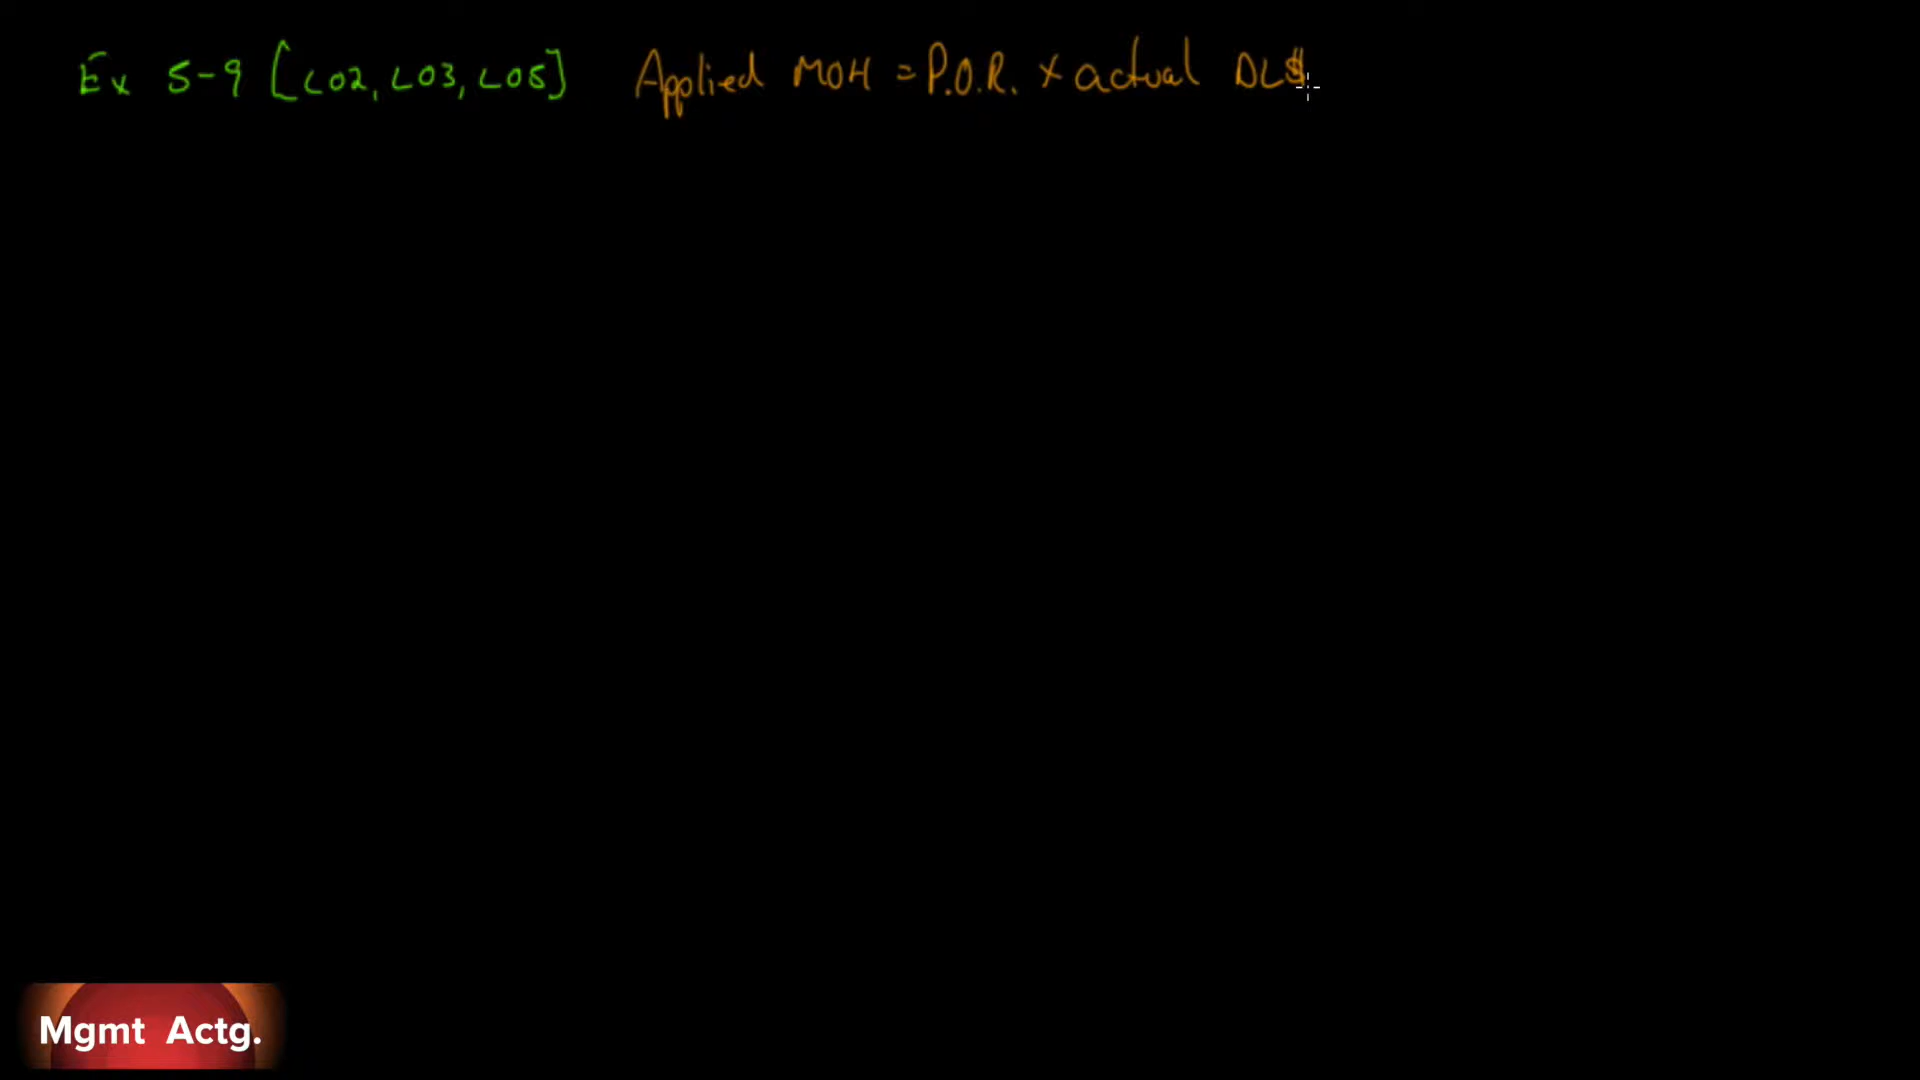 Ex 5-9 [LO2, LO3, LO5] Applied MOH = P.O.R. x actual DL$
Mgmt Actg.